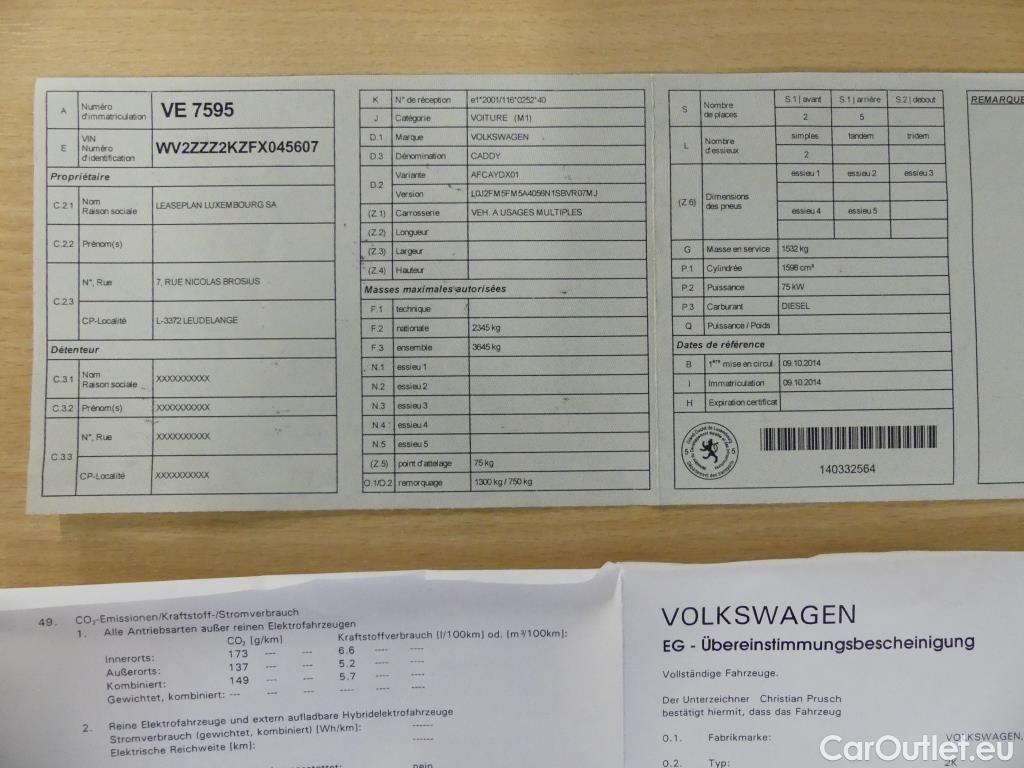 A Numéro d'immatriculation VE 7595
E VIN Numéro d'identification WV2ZZZ2KZFX045607
Propriétaire
C.2.1 Nom Raison sociale LEASEPLAN LUXEMBOURG SA
C.2.2 Prénom(s)
C.2.3 N°, Rue 7, RUE NICOLAS BROSIUS
CP-Localité L-3372 LEUDELANGE
Détenteur
C.3.1 Nom Raison sociale XXXXXXXXXX
C.3.2 Prénom(s) XXXXXXXXXX
C.3.3 N°, Rue XXXXXXXXXX
CP-Localité XXXXXXXXXX
K N° de réception e1*2001/116*0252*40
J Catégorie VOITURE (M1)
D.1 Marque VOLKSWAGEN
D.3 Dénomination CADDY
D.2 Variante AFCAYDX01
Version L0J2FM5FM5A4056N1SBVR07MJ
(Z.1) Carrosserie VEH. A USAGES MULTIPLES
(Z.2) Longueur
(Z.3) Largeur
(Z.4) Hauteur
Masses maximales autorisées
F.1 technique
F.2 nationale 2345 kg
F.3 ensemble 3645 kg
N.1 essieu 1
N.2 essieu 2
N.3 essieu 3
N.4 essieu 4
N.5 essieu 5
(Z.5) point d'attelage 75 kg
O.1/O.2 remorquage 1300 kg / 750 kg
S Nombre de places S.1 | avant S.1 | arrière S.2 | debout
2 5
L Nombre d'essieux simples tandem tridem
2
(Z.6) Dimensions des pneus essieu 1 essieu 2 essieu 3
essieu 4 essieu 5
G Masse en service 1532 kg
P.1 Cylindrée 1598 cm³
P.2 Puissance 75 kW
P.3 Carburant DIESEL
Q Puissance / Poids
Dates de référence
B 1ère mise en circul 09.10.2014
I Immatriculation 09.10.2014
H Expiration certificat
140332564
REMARQUE
49. CO₂-Emissionen/Kraftstoff-/Stromverbrauch
1. Alle Antriebsarten außer reinen Elektrofahrzeugen
CO₂ [g/km] Kraftstoffverbrauch [l/100km] od. [m³/100km]:
Innerorts: 173 --- --- 6.6 ---- ----
Außerorts: 137 --- --- 5.2 ---- ----
Kombiniert: 149 --- --- 5.7 ---- ----
Gewichtet, kombiniert: --- --- --- ---- ---- ----
2. Reine Elektrofahrzeuge und extern aufladbare Hybridelektrofahrzeuge
Stromverbrauch (gewichtet, kombiniert) [Wh/km]: ------
Elektrische Reichweite [km]: ------
nein
VOLKSWAGEN
EG - Übereinstimmungsbescheinigung
Vollständige Fahrzeuge.
Der Unterzeichner Christian Prusch
bestätigt hiermit, dass das Fahrzeug
0.1. Fabrikmarke: VOLKSWAGEN,
0.2. Typ: 2K
CarOutlet.eu